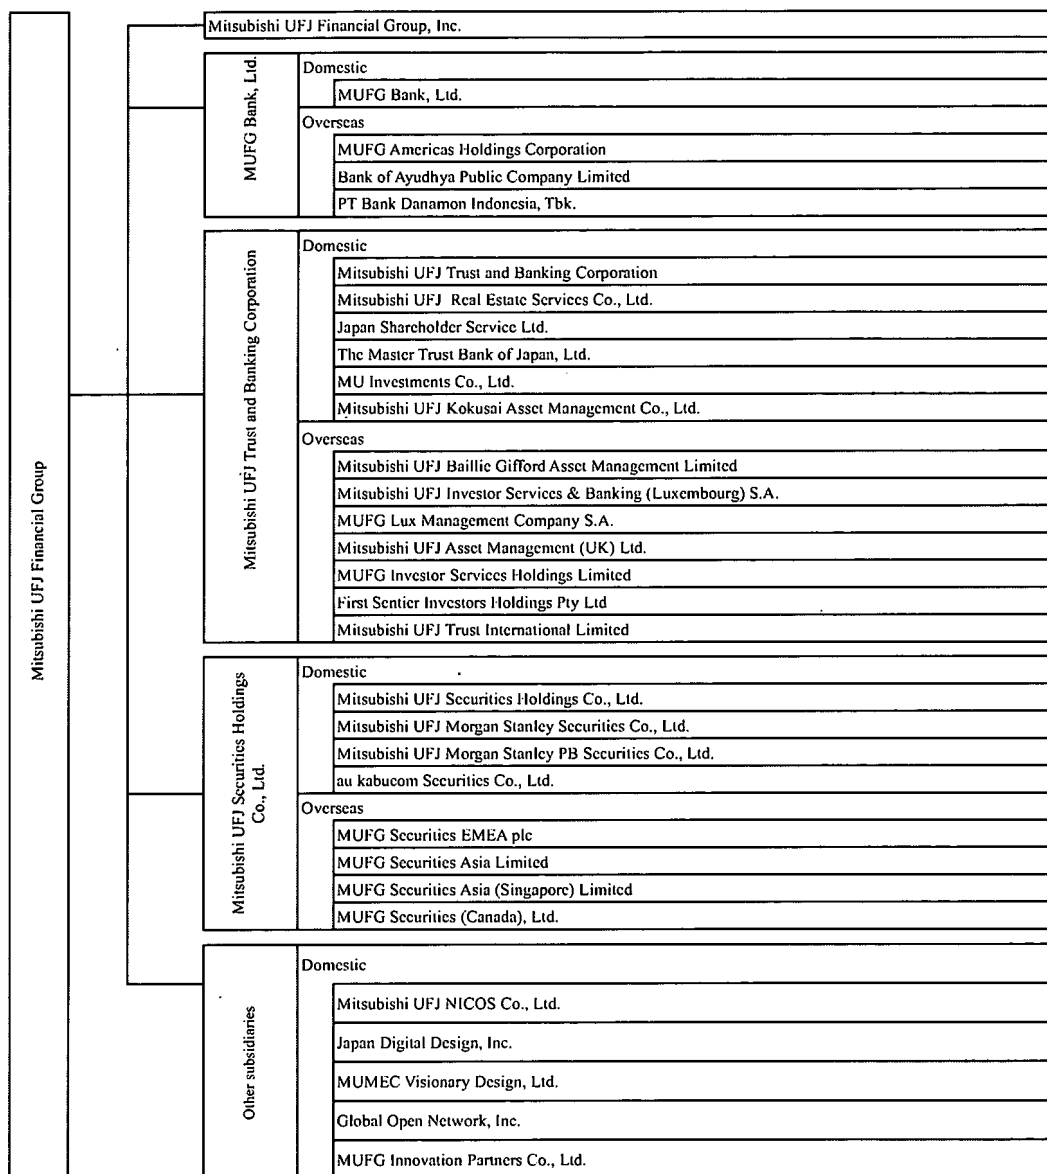 Mitsubishi UFJ Financial Group
Mitsubishi UFJ Financial Group, Inc.
MUFG Bank, Ltd.
Domestic
MUFG Bank, Ltd.
Overseas
MUFG Americas Holdings Corporation
Bank of Ayudhya Public Company Limited
PT Bank Danamon Indonesia, Tbk.
Mitsubishi UFJ Trust and Banking Corporation
Domestic
Mitsubishi UFJ Trust and Banking Corporation
Mitsubishi UFJ Real Estate Services Co., Ltd.
Japan Shareholder Service Ltd.
The Master Trust Bank of Japan, Ltd.
MU Investments Co., Ltd.
Mitsubishi UFJ Kokusai Asset Management Co., Ltd.
Overseas
Mitsubishi UFJ Baillie Gifford Asset Management Limited
Mitsubishi UFJ Investor Services & Banking (Luxembourg) S.A.
MUFG Lux Management Company S.A.
Mitsubishi UFJ Asset Management (UK) Ltd.
MUFG Investor Services Holdings Limited
First Sentier Investors Holdings Pty Ltd
Mitsubishi UFJ Trust International Limited
Mitsubishi UFJ Securities Holdings
Co., Ltd.
Domestic
Mitsubishi UFJ Securities Holdings Co., Ltd.
Mitsubishi UFJ Morgan Stanley Securities Co., Ltd.
Mitsubishi UFJ Morgan Stanley PB Securities Co., Ltd.
au kabucom Securities Co., Ltd.
Overseas
MUFG Securities EMEA plc
MUFG Securities Asia Limited
MUFG Securities Asia (Singapore) Limited
MUFG Securities (Canada), Ltd.
Other subsidiaries
Domestic
Mitsubishi UFJ NICOS Co., Ltd.
Japan Digital Design, Inc.
MUMEC Visionary Design, Ltd.
Global Open Network, Inc.
MUFG Innovation Partners Co., Ltd.